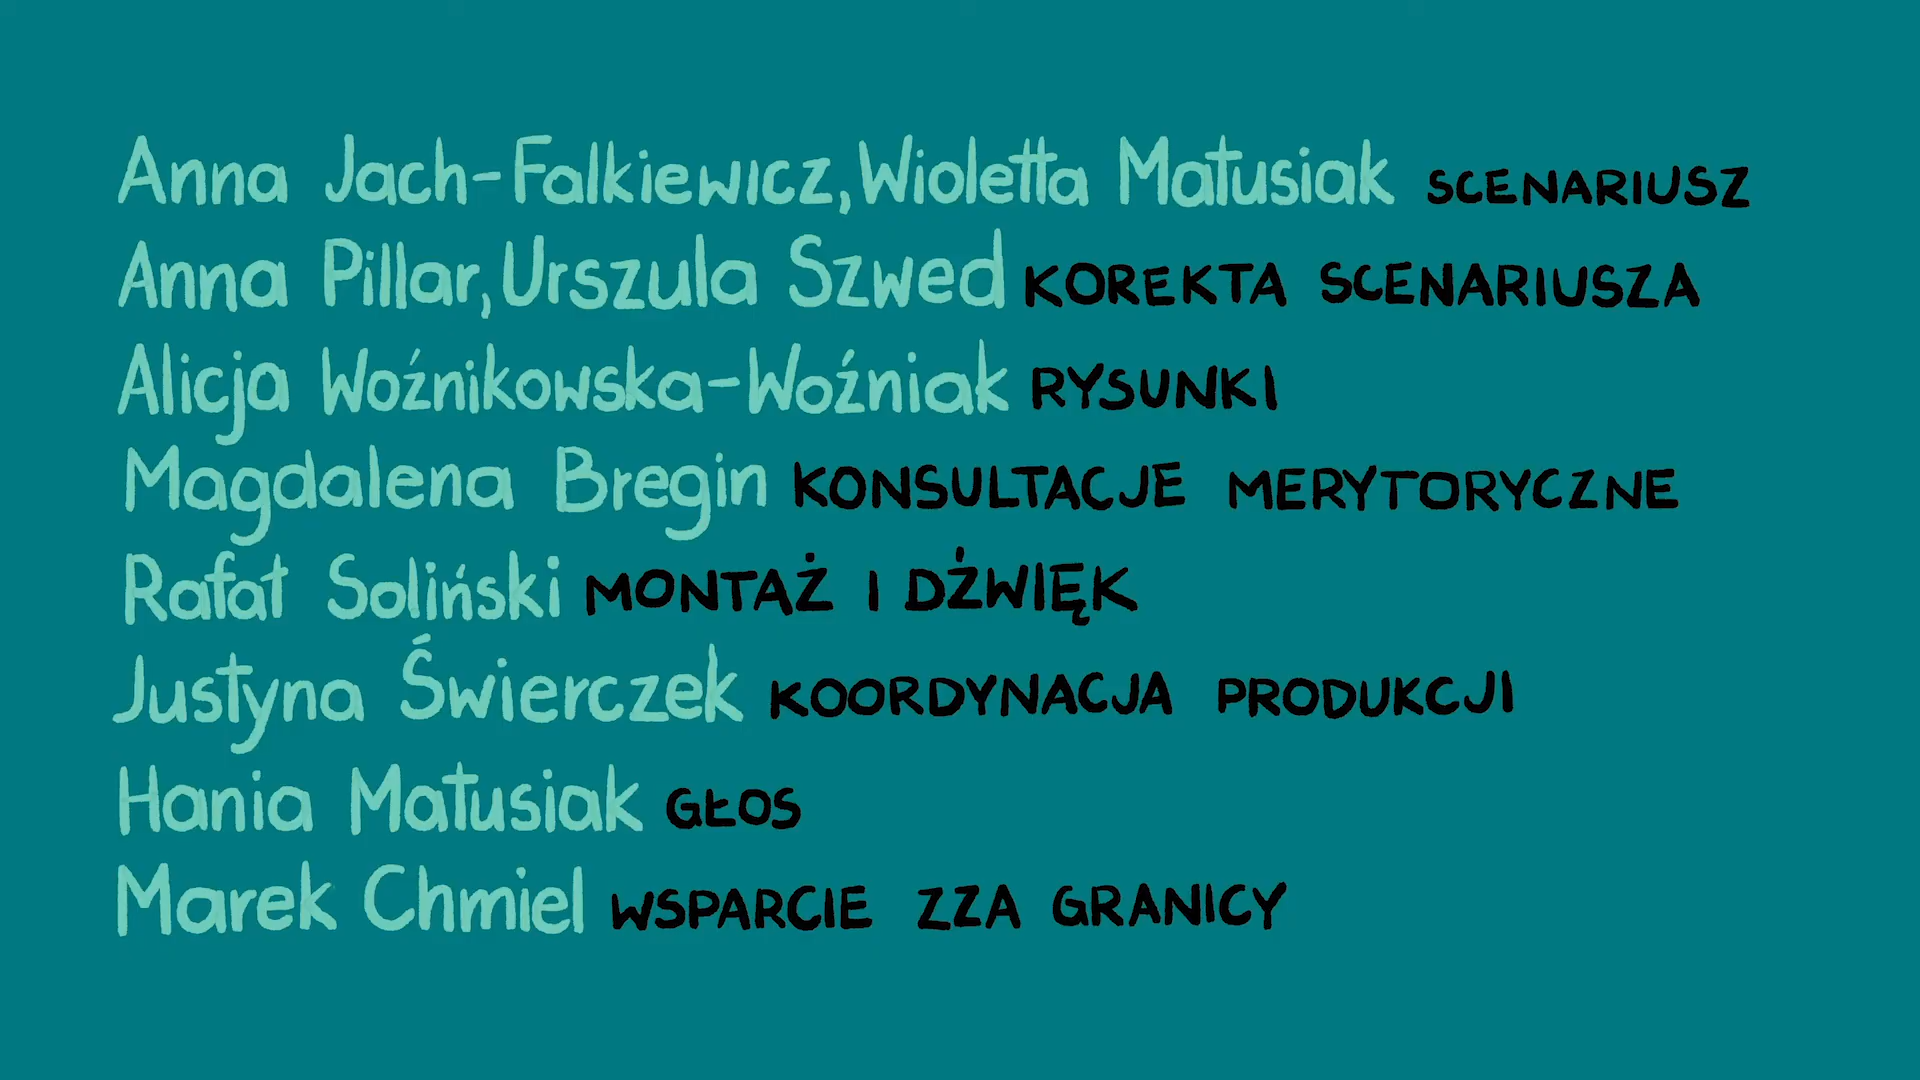 Anna Jach-Falkiewicz, Wioletta Matusiak SCENARIUSZ
Anna Pillar, Urszula Szwed KOREKTA SCENARIUSZA
Alicja Woźnikowska-Woźniak RYSUNKI
Magdalena Bregin KONSULTACJE MERYTORYCZNE
Rafał Soliński MONTAŻ I DŹWIĘK
Justyna Świerczek KOORDYNACJA PRODUKCJI
Hania Matusiak GŁOS
Marek Chmiel WSPARCIE ZZA GRANICY